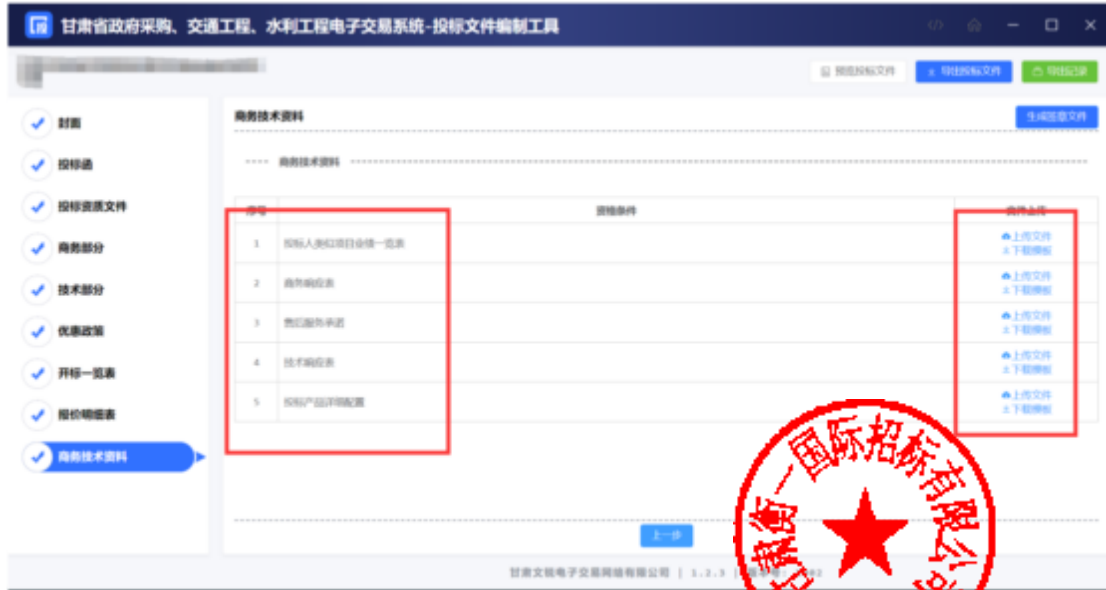 甘肃省政府采购、交通工程、水利工程电子交易系统-投标文件编制工具
预览投标文件
导出投标文件
导出记录
封面
投标函
投标资质文件
商务部分
技术部分
优惠政策
开标一览表
报价明细表
商务技术资料
商务技术资料
生成签章文件
商务技术资料
序号 资格条件 文件上传
1 投标人类似项目业绩一览表 上传文件
下载模板
2 商务响应表 上传文件
下载模板
3 售后服务承诺 上传文件
下载模板
4 技术响应表 上传文件
下载模板
5 投标产品详细配置 上传文件
下载模板
上一步
甘肃文锐电子交易网络有限公司 | 1.2.3 |
肃衡一国际招标有限公司